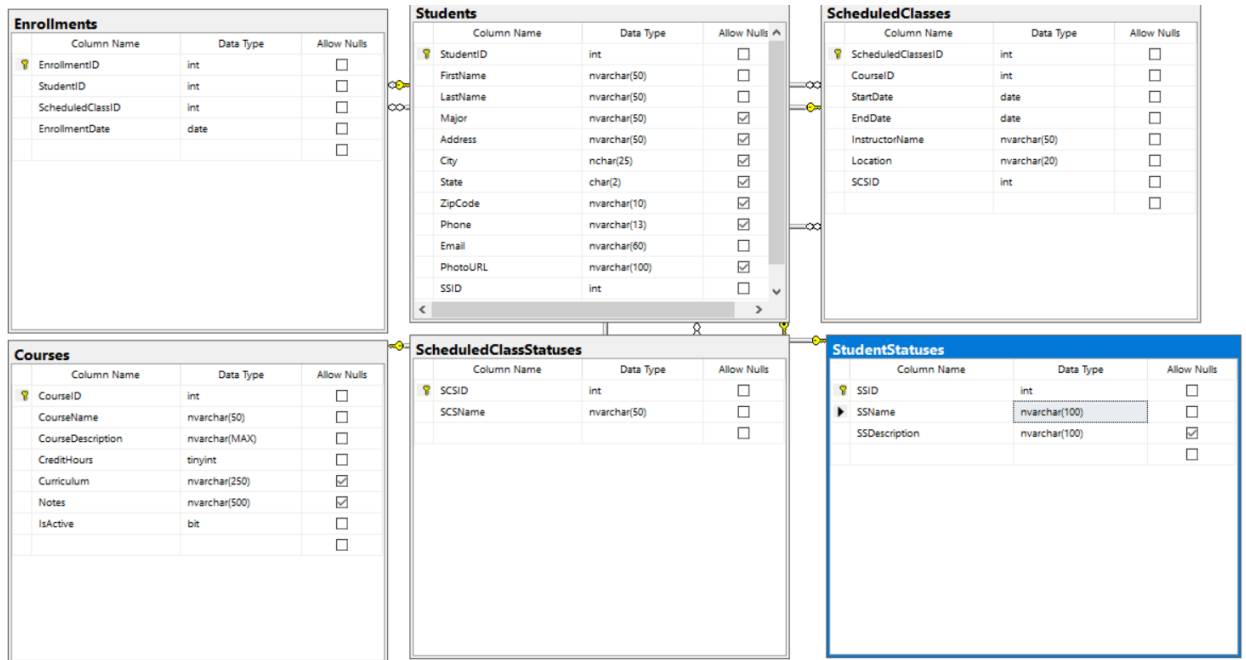 Enrollments
Column Name Data Type Allow Nulls
EnrollmentID int
StudentID int
ScheduledClassID int
EnrollmentDate date
Students
Column Name Data Type Allow Nulls
StudentID int
FirstName nvarchar(50)
LastName nvarchar(50)
Major nvarchar(50)
Address nvarchar(50)
City nchar(25)
State char(2)
ZipCode nvarchar(10)
Phone nvarchar(13)
Email nvarchar(60)
PhotoURL nvarchar(100)
SSID int
ScheduledClasses
Column Name Data Type Allow Nulls
ScheduledClassesID int
CourseID int
StartDate date
EndDate date
InstructorName nvarchar(50)
Location nvarchar(20)
SCSID int
Courses
Column Name Data Type Allow Nulls
CourseID int
CourseName nvarchar(50)
CourseDescription nvarchar(MAX)
CreditHours tinyint
Curriculum nvarchar(250)
Notes nvarchar(500)
IsActive bit
ScheduledClassStatuses
Column Name Data Type Allow Nulls
SCSID int
SCSName nvarchar(50)
StudentStatuses
Column Name Data Type Allow Nulls
SSID int
SSName nvarchar(100)
SSDescription nvarchar(100)